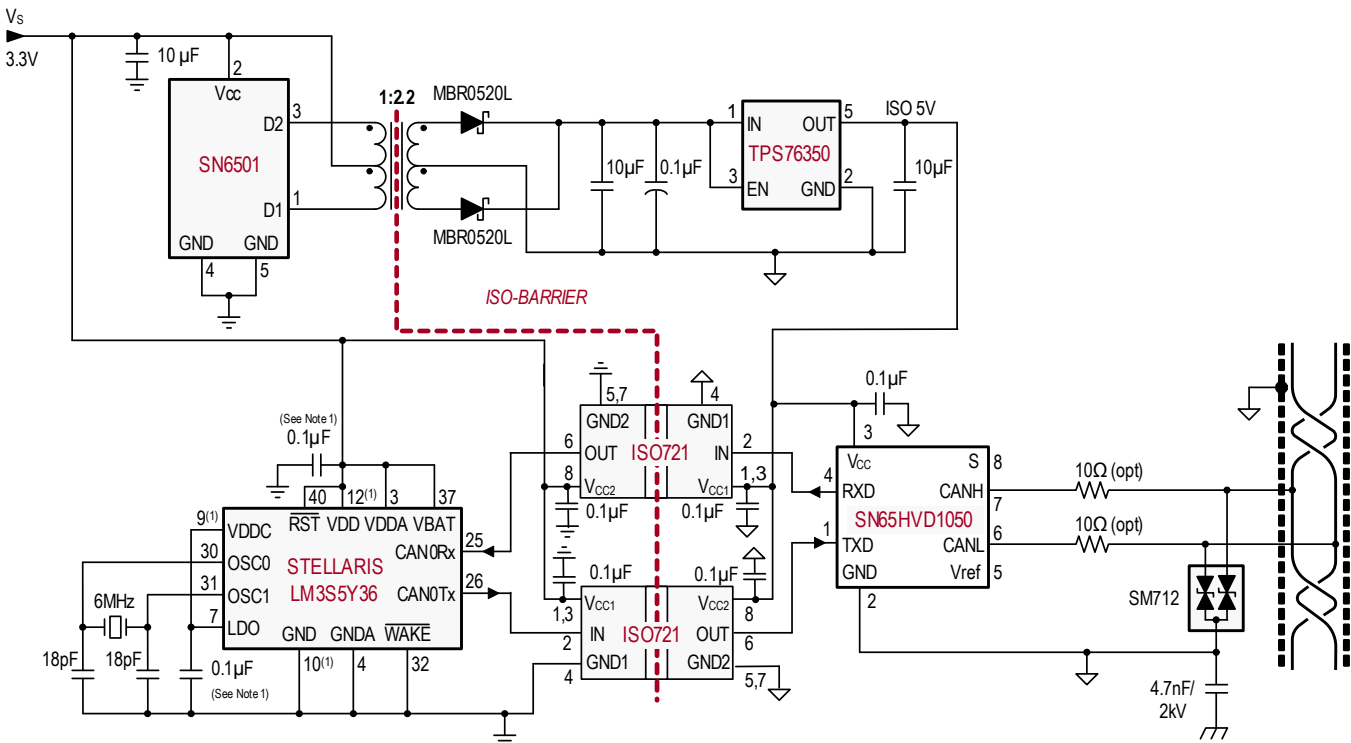 VS
3.3V
10 µF
2
VCC
D2
3
SN6501
D1
1
GND
GND
4
5
1:2.2
MBR0520L
MBR0520L
10µF
0.1µF
1
IN
OUT
5
TPS76350
3
EN
GND
2
ISO 5V
10µF
ISO-BARRIER
5,7
GND2
4
GND1
6
OUT
ISO721
IN
2
8
VCC2
VCC1
1,3
0.1µF
0.1µF
0.1µF
3
VCC
S
8
4
RXD
CANH
7
SN65HVD1050
1
TXD
CANL
6
GND
Vref
5
2
10Ω (opt)
10Ω (opt)
SM712
4.7nF/
2kV
(See Note 1)
0.1µF
40
12(1)
3
37
RST
VDD
VDDA
VBAT
9(1)
VDDC
30
OSC0
31
OSC1
7
LDO
STELLARIS
LM3S5Y36
CAN0Rx
25
CAN0Tx
26
GND
GNDA
WAKE
10(1)
4
32
6MHz
18pF
18pF
0.1µF
(See Note 1)
0.1µF
0.1µF
1,3
VCC1
VCC2
8
2
IN
ISO721
OUT
6
4
GND1
GND2
5,7